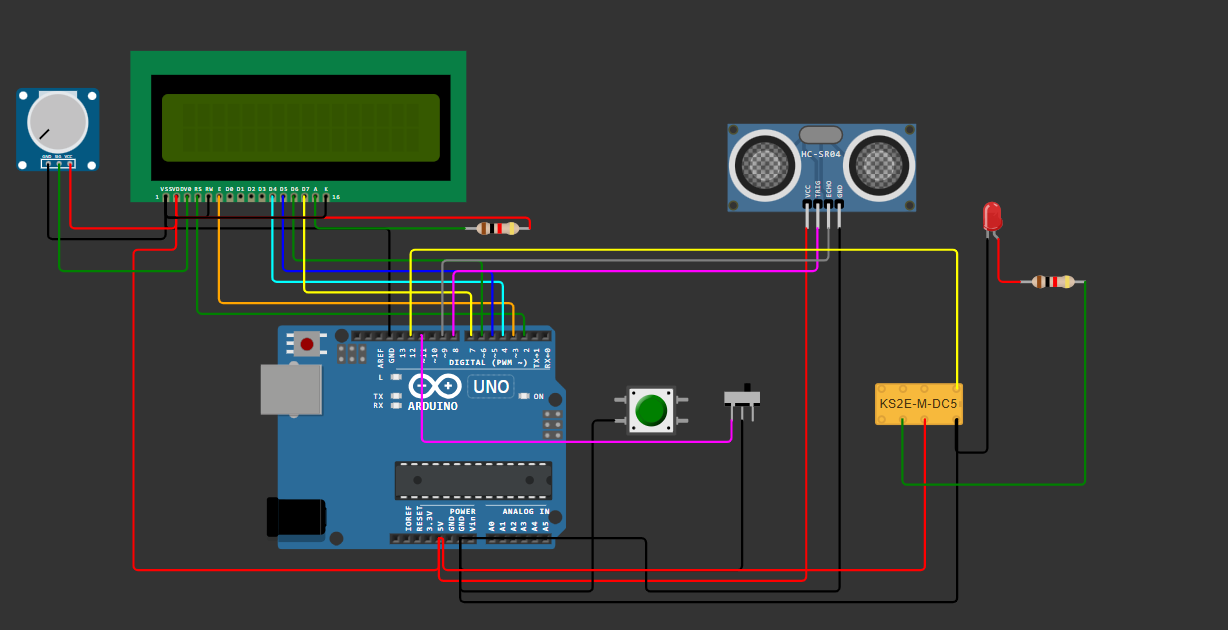 GND SIG VCC
VSS VDD V0 RS RW E D0 D1 D2 D3 D4 D5 D6 D7 A K
1
16
HC-SR04
VCC
TRIG
ECHO
GND
AREF
GND
13
12
~11
~10
~9
8
7
~6
~5
4
~3
2
TX→1
RX←0
DIGITAL (PWM ~)
L
UNO
TX
RX
ON
ARDUINO
KS2E-M-DC5
POWER
ANALOG IN
IOREF
RESET
3.3V
5V
GND
GND
Vin
A0
A1
A2
A3
A4
A5